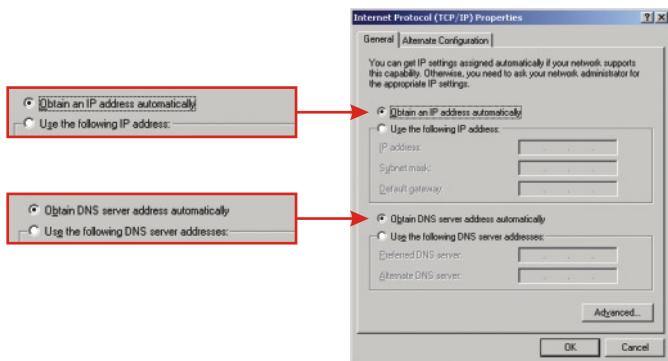 Internet Protocol (TCP/IP) Properties
General
Alternate Configuration
You can get IP settings assigned automatically if your network supports
this capability. Otherwise, you need to ask your network administrator for
the appropriate IP settings.
Obtain an IP address automatically
Use the following IP address:
IP address:
Subnet mask:
Default gateway:
Obtain DNS server address automatically
Use the following DNS server addresses:
Preferred DNS server:
Alternate DNS server:
Advanced...
OK
Cancel
Obtain an IP address automatically
Use the following IP address:
Obtain DNS server address automatically
Use the following DNS server addresses: